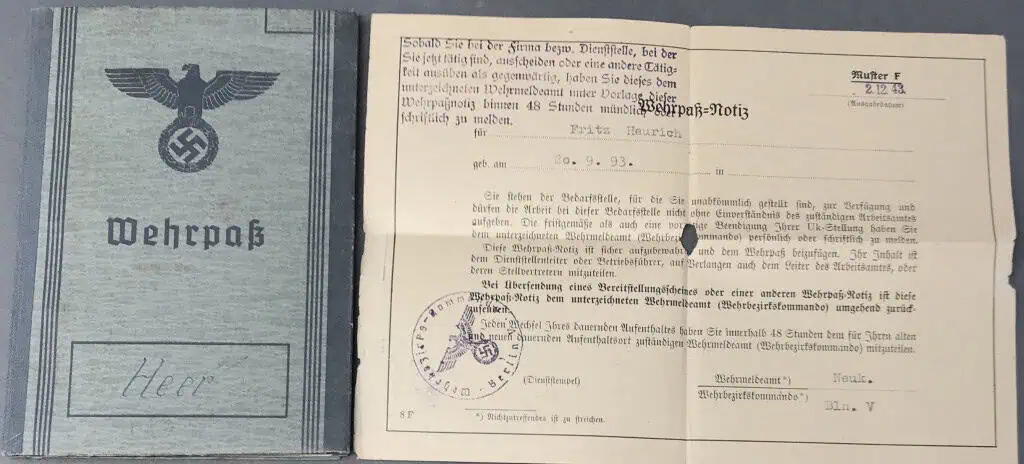 Wehrpaß
Heer
Sobald Sie bei der Firma bezw. Dienststelle, bei der
Sie jetzt tätig sind, ausscheiden oder eine andere Tätig-
keit ausüben als gegenwärtig, haben Sie dieses dem
unterzeichneten Wehrmeldeamt unter Vorlage dieser
Wehrpaßnotiz binnen 48 Stunden mündlich oder
schriftlich zu melden.
Muster F
2.12.43.
(Ausgabedatum)
Wehrpaß-Notiz
für Fritz Heurich
geb. am 20. 9. 93. in
Sie stehen der Bedarfsstelle, für die Sie unabkömmlich gestellt sind, zur Verfügung und
dürfen die Arbeit bei dieser Bedarfsstelle nicht ohne Einverständnis des zuständigen Arbeitsamtes
aufgeben. Die fristgemäße als auch eine vorzeitige Beendigung Ihrer Uk-Stellung haben Sie
dem unterzeichneten Wehrmeldeamt (Wehrbezirkskommando) persönlich oder schriftlich zu melden.
Diese Wehrpaß-Notiz ist sicher aufzubewahren und dem Wehrpaß beizufügen. Ihr Inhalt ist
dem Dienststellenleiter oder Betriebsführer, auf Verlangen auch dem Leiter des Arbeitsamtes, oder
deren Stellvertretern mitzuteilen.
Bei Übersendung eines Bereitstellungsscheines oder einer anderen Wehrpaß-Notiz ist diese
Wehrpaß-Notiz dem unterzeichneten Wehrmeldeamt (Wehrbezirkskommando) umgehend zurück-
zusenden.
Jeden Wechsel Ihres dauernden Aufenthalts haben Sie innerhalb 48 Stunden dem für Ihren alten
und neuen dauernden Aufenthaltsort zuständigen Wehrmeldeamt (Wehrbezirkskommando) mitzuteilen.
(Dienststempel)
Wehrmeldeamt*) Neuk.
Wehrbezirkskommando*)
Bln. V
8 F
*) Nichtzutreffendes ist zu streichen.